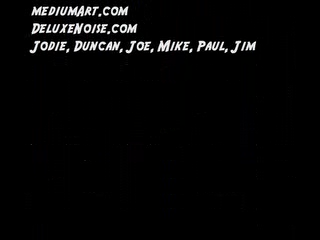 mediumArt.com
DeluxeNoise.com
Jodie, Duncan, Joe, Mike, Paul, Jim